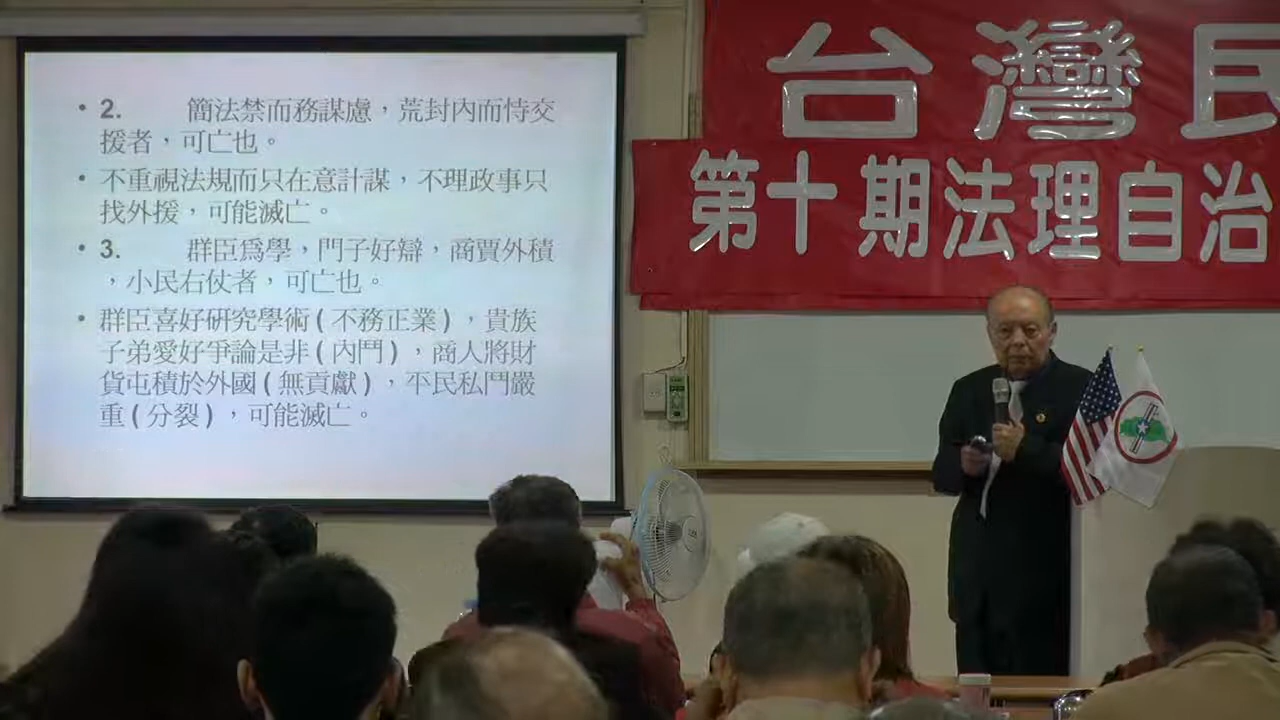 • 2. 簡法禁而務謀慮，荒封內而恃交
援者，可亡也。
• 不重視法規而只在意計謀，不理政事只
找外援，可能滅亡。
• 3. 群臣爲學，門子好辯，商賈外積
，小民右仗者，可亡也。
• 群臣喜好研究學術(不務正業)，貴族
子弟愛好爭論是非(內鬥)，商人將財
貨屯積於外國(無貢獻)，平民私鬥嚴
重(分裂)，可能滅亡。
台灣民
第十期法理自治